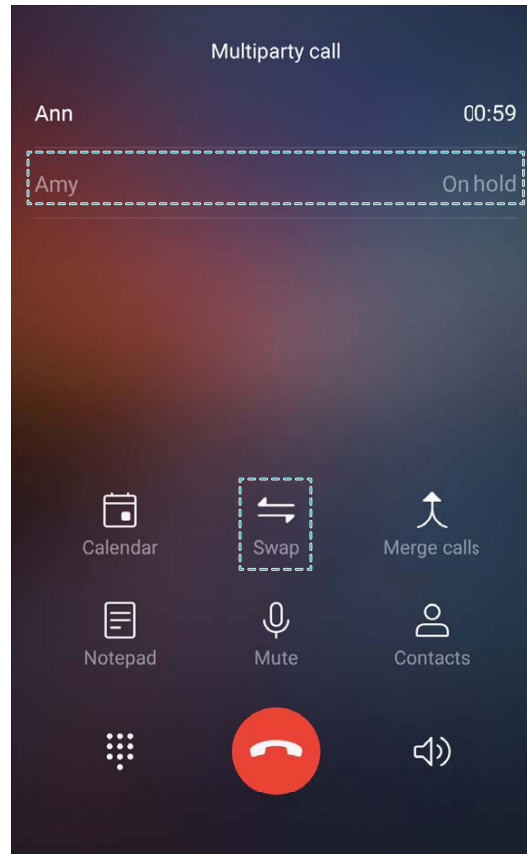 Multiparty call
Ann 00:59
Amy On hold
Calendar Swap Merge calls
Notepad Mute Contacts